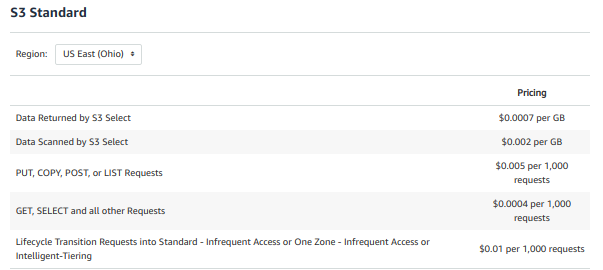 S3 Standard
Region: US East (Ohio)
Pricing
Data Returned by S3 Select $0.0007 per GB
Data Scanned by S3 Select $0.002 per GB
PUT, COPY, POST, or LIST Requests $0.005 per 1,000
requests
GET, SELECT and all other Requests $0.0004 per 1,000
requests
Lifecycle Transition Requests into Standard - Infrequent Access or One Zone - Infrequent Access or
Intelligent-Tiering $0.01 per 1,000 requests